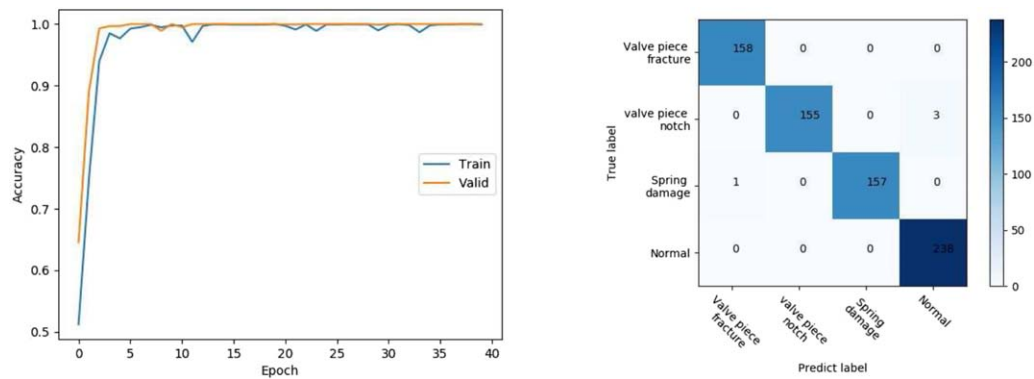 1.0
0.9
0.8
0.7
0.6
0.5
Accuracy
0 5 10 15 20 25 30 35 40
Epoch
Train
Valid
True label
Valve piece
fracture
valve piece
notch
Spring
damage
Normal
158 0 0 0
0 155 0 3
1 0 157 0
0 0 0 238
Valve piece
fracture
valve piece
notch
Spring
damage
Normal
Predict label
200
150
100
50
0